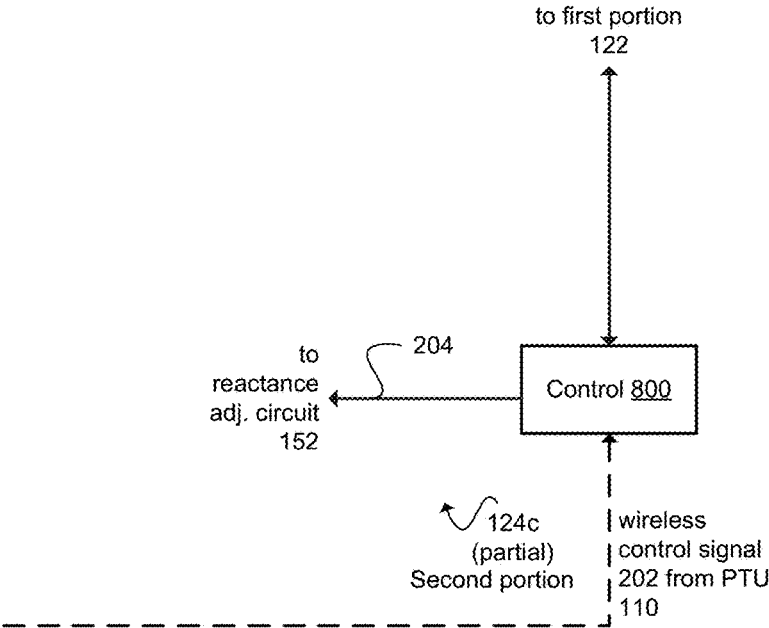 to first portion
122
204
to
reactance
adj. circuit
152
Control 800
124c
(partial)
Second portion
wireless
control signal
202 from PTU
110